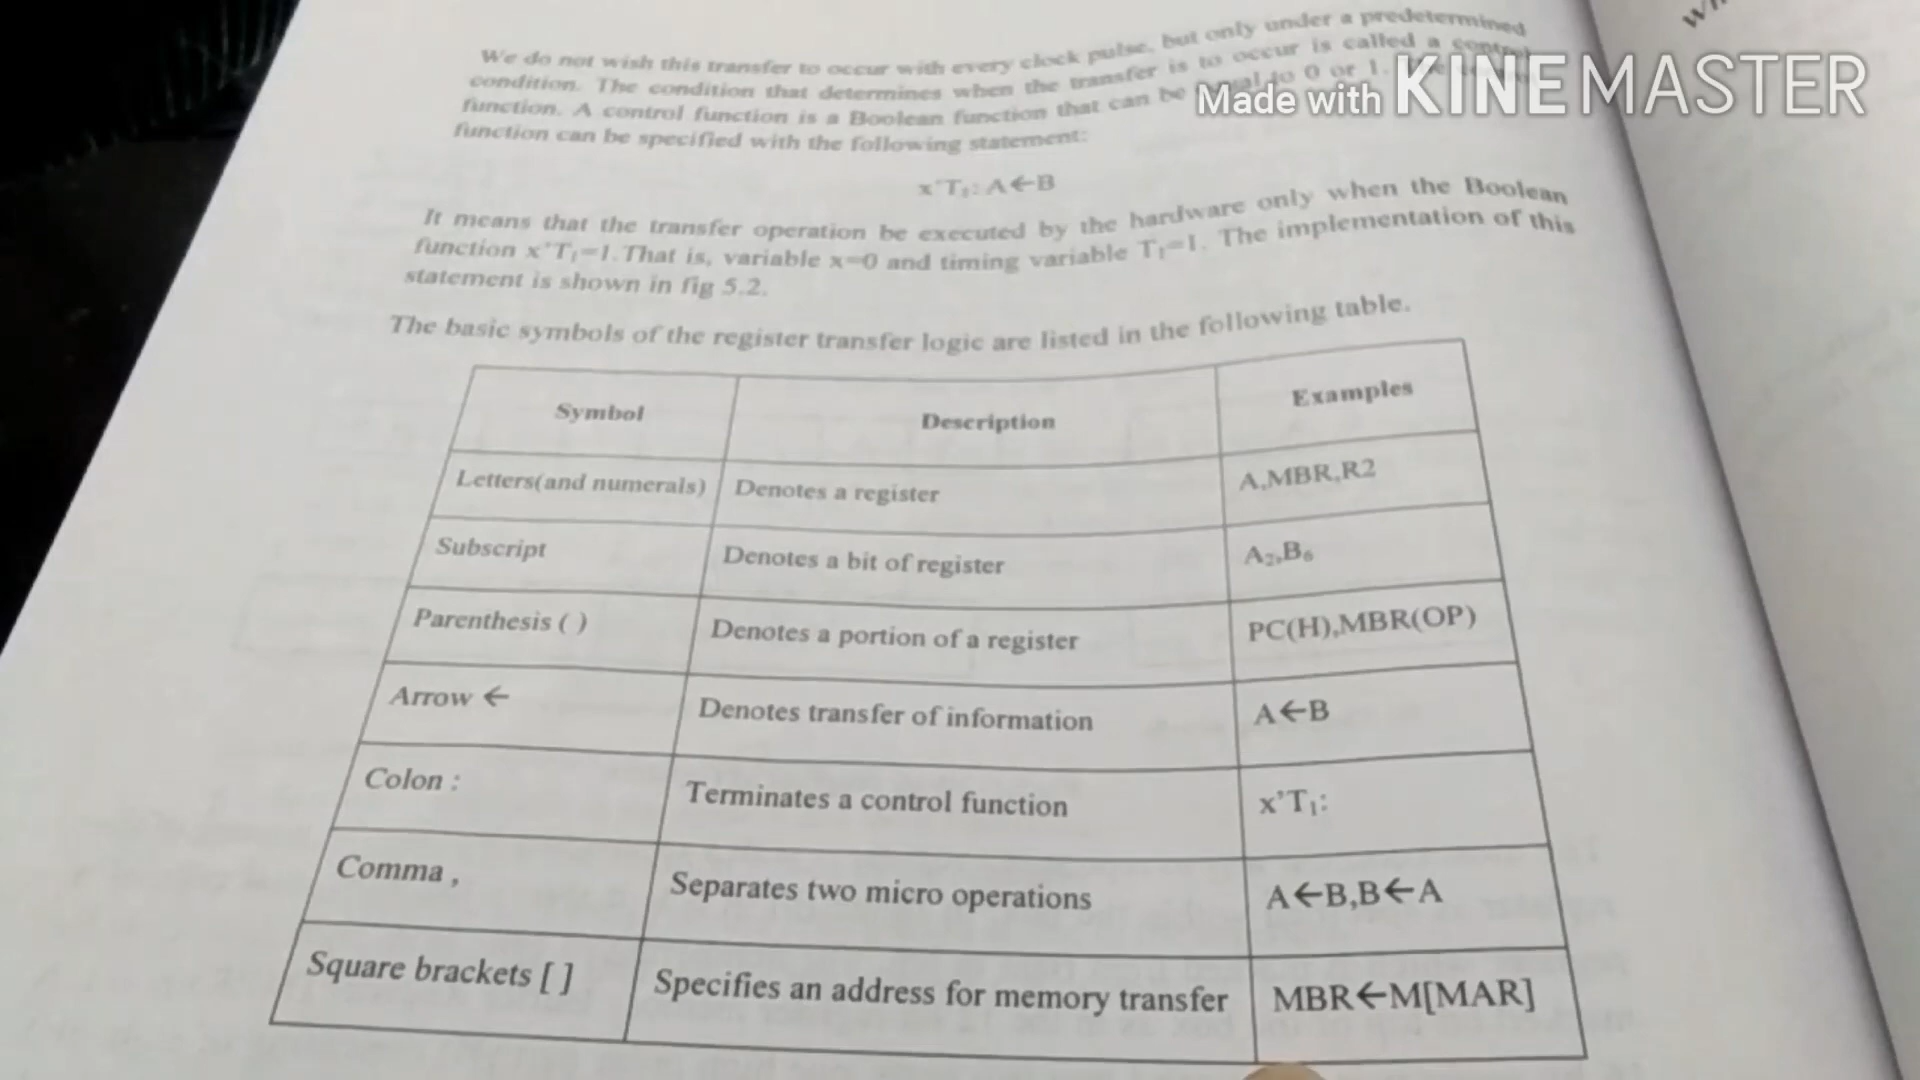 We do not wish this transfer to occur with every clock pulse, but only under a predetermined
condition. The condition that determines when the transfer is to occur is called a control
function. A control function is a Boolean function that can be equal to 0 or 1.
function can be specified with the following statement:
x'T₁: A←B
It means that the transfer operation be executed by the hardware only when the Boolean
function x'T₁=1. That is, variable x=0 and timing variable T₁=1. The implementation of this
statement is shown in fig 5.2.
The basic symbols of the register transfer logic are listed in the following table.
Symbol Description Examples
Letters(and numerals) Denotes a register A,MBR,R2
Subscript Denotes a bit of register A₂,B₆
Parenthesis ( ) Denotes a portion of a register PC(H),MBR(OP)
Arrow ← Denotes transfer of information A←B
Colon : Terminates a control function x'T₁:
Comma , Separates two micro operations A←B,B←A
Square brackets [ ] Specifies an address for memory transfer MBR←M[MAR]
Made with KINEMASTER